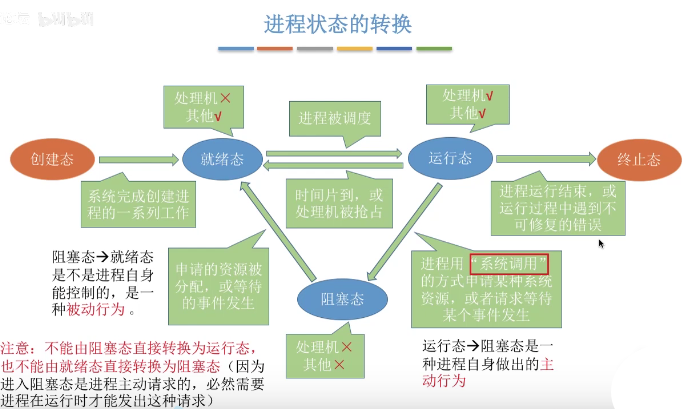 bilibili
进程状态的转换
处理机×
其他√
进程被调度
处理机√
其他√
创建态
就绪态
运行态
终止态
系统完成创建进
程的一系列工作
时间片到，或
处理机被抢占
进程运行结束，或
运行过程中遇到不
可修复的错误
阻塞态→就绪态
是不是进程自身
能控制的，是一
种被动行为。
申请的资源被
分配，或等待
的事件发生
阻塞态
进程用“系统调用”
的方式申请某种系统
资源，或者请求等待
某个事件发生
处理机×
其他×
运行态→阻塞态是一
种进程自身做出的主
动行为
注意：不能由阻塞态直接转换为运行态，
也不能由就绪态直接转换为阻塞态（因为
进入阻塞态是进程主动请求的，必然需要
进程在运行时才能发出这种请求）